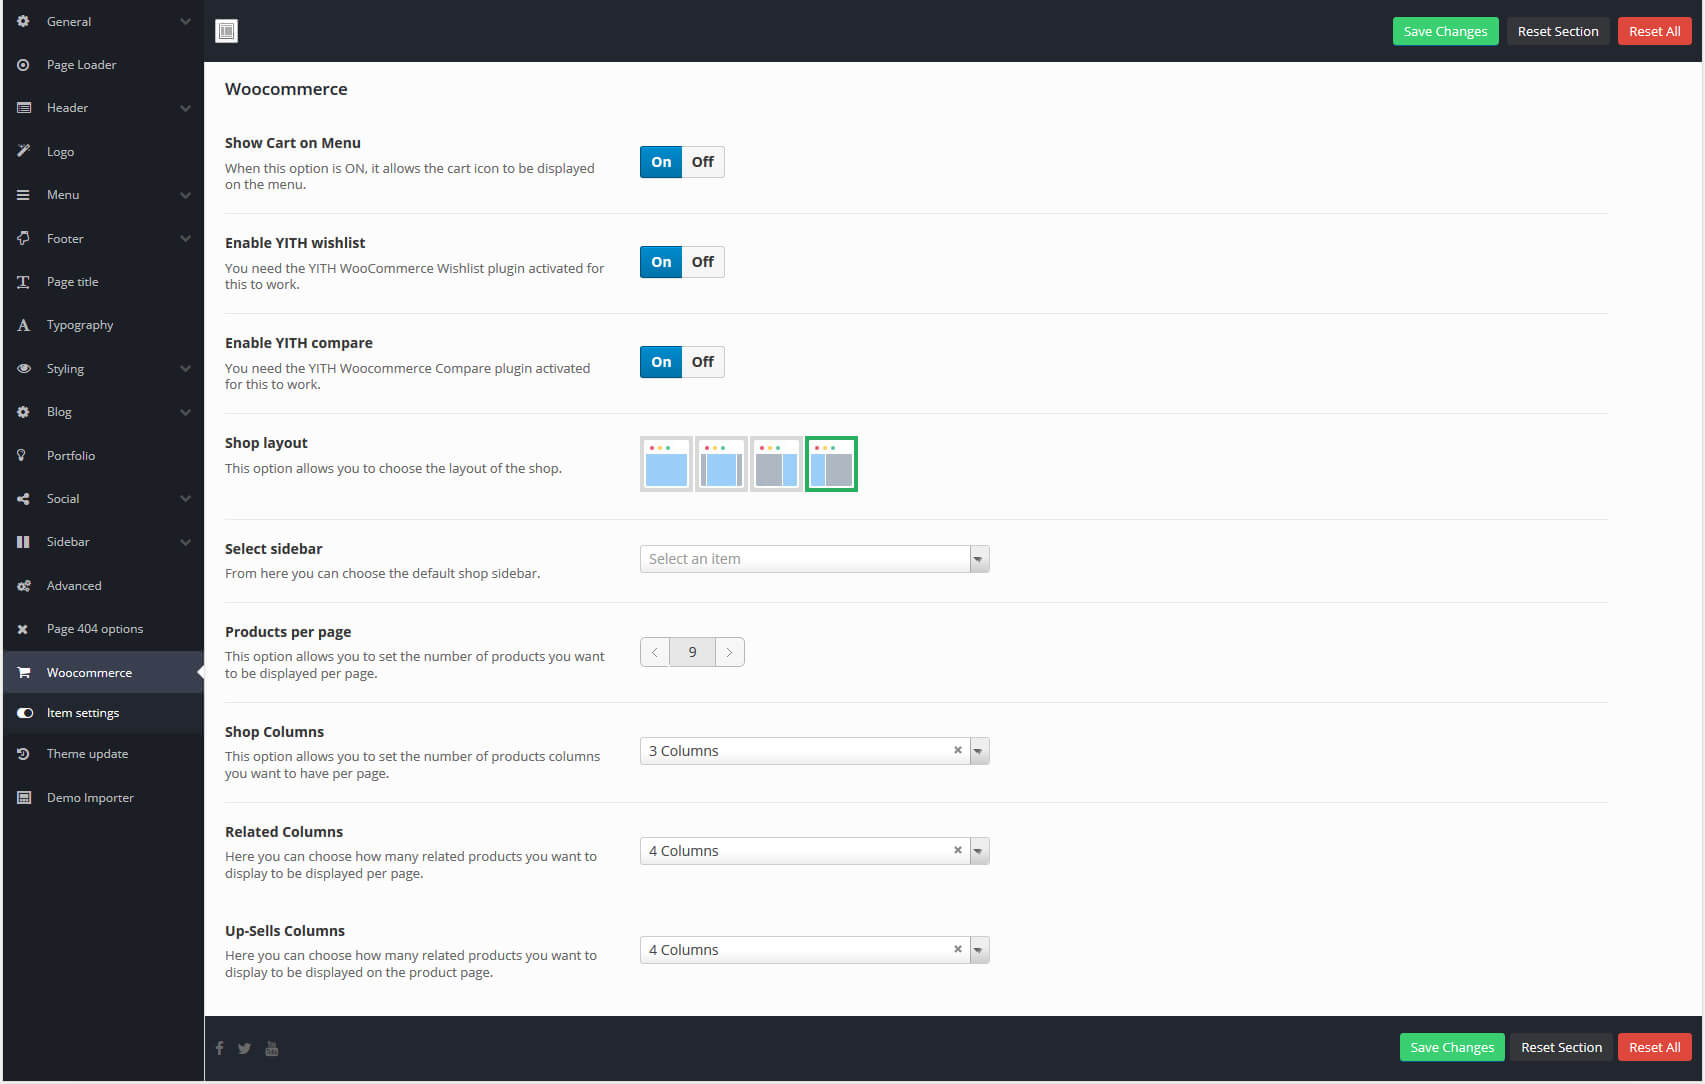 General
Page Loader
Header
Logo
Menu
Footer
Page title
Typography
Styling
Blog
Portfolio
Social
Sidebar
Advanced
Page 404 options
Woocommerce
Item settings
Theme update
Demo Importer
Save Changes Reset Section Reset All
Woocommerce
Show Cart on Menu
When this option is ON, it allows the cart icon to be displayed
on the menu.
On Off
Enable YITH wishlist
You need the YITH WooCommerce Wishlist plugin activated for
this to work.
On Off
Enable YITH compare
You need the YITH Woocommerce Compare plugin activated
for this to work.
On Off
Shop layout
This option allows you to choose the layout of the shop.
Select sidebar
From here you can choose the default shop sidebar.
Select an item
Products per page
This option allows you to set the number of products you want
to be displayed per page.
9
Shop Columns
This option allows you to set the number of products columns
you want to have per page.
3 Columns
Related Columns
Here you can choose how many related products you want to
display to be displayed per page.
4 Columns
Up-Sells Columns
Here you can choose how many related products you want to
display to be displayed on the product page.
4 Columns
Save Changes Reset Section Reset All